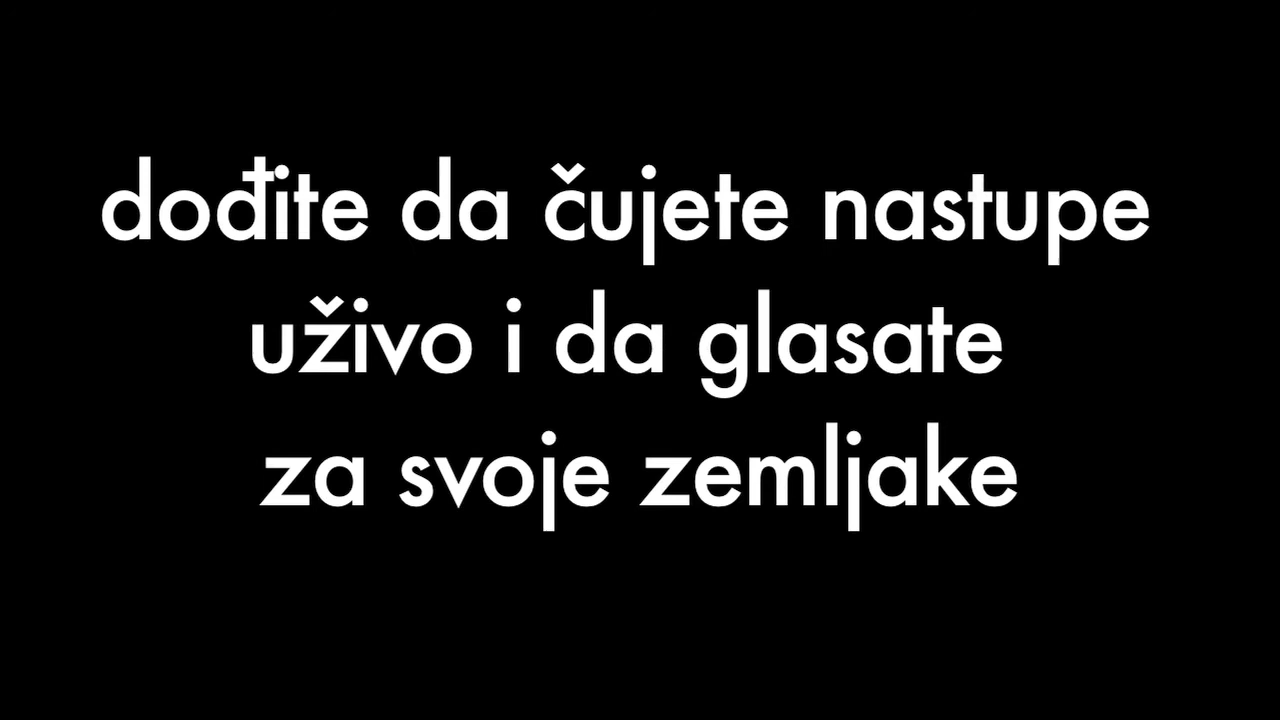 dođite da čujete nastupe
uživo i da glasate
za svoje zemljake